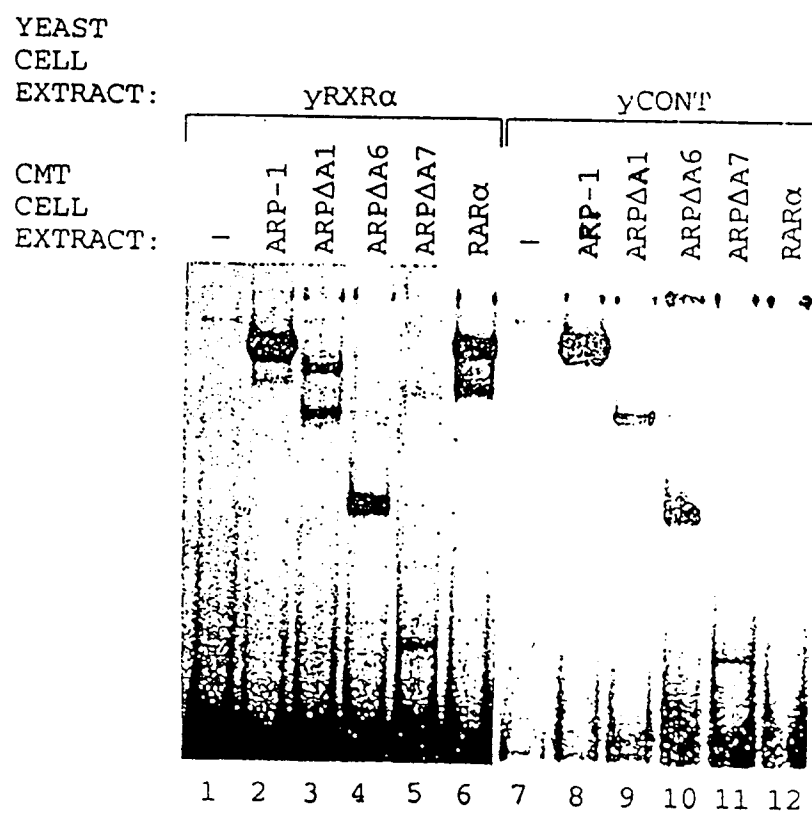 YEAST
CELL
EXTRACT:
yRXRα
yCONT
CMT
CELL
EXTRACT:
–
ARP-1
ARPΔA1
ARPΔA6
ARPΔA7
RARα
–
ARP-1
ARPΔA1
ARPΔA6
ARPΔA7
RARα
1 2 3 4 5 6 7 8 9 10 11 12